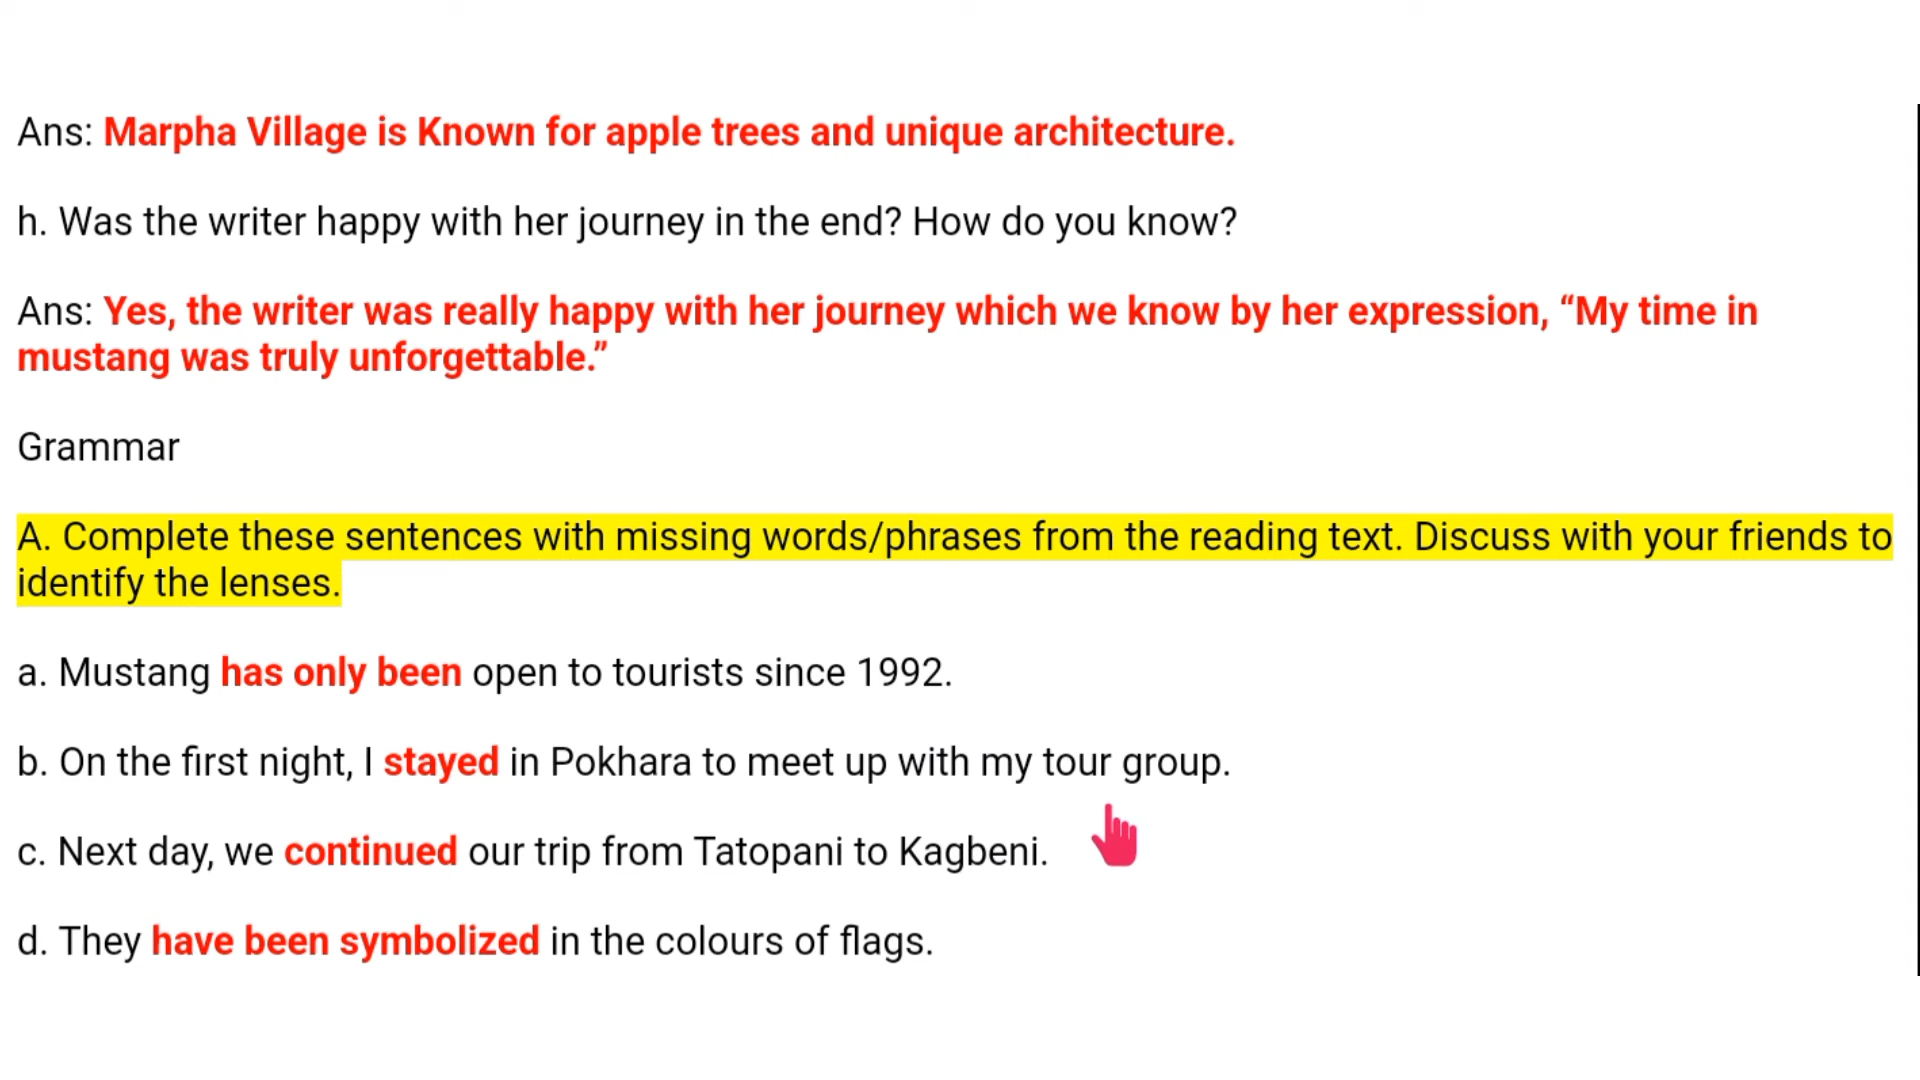 Ans: Marpha Village is Known for apple trees and unique architecture.
h. Was the writer happy with her journey in the end? How do you know?
Ans: Yes, the writer was really happy with her journey which we know by her expression, “My time in
mustang was truly unforgettable.”
Grammar
A. Complete these sentences with missing words/phrases from the reading text. Discuss with your friends to
identify the lenses.
a. Mustang has only been open to tourists since 1992.
b. On the first night, I stayed in Pokhara to meet up with my tour group.
c. Next day, we continued our trip from Tatopani to Kagbeni.
d. They have been symbolized in the colours of flags.